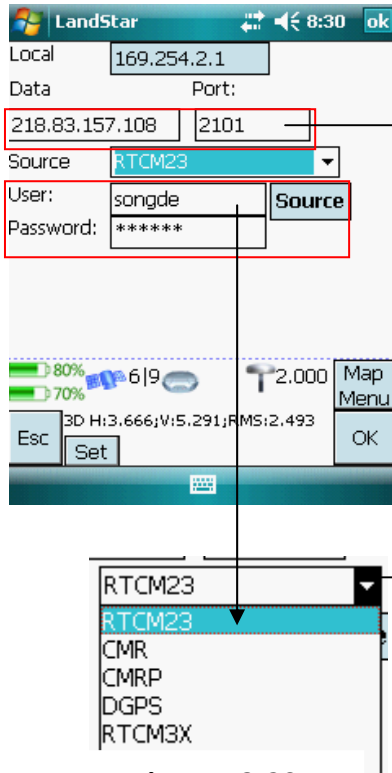 LandStar 8:30 ok
Local 169.254.2.1
Data Port:
218.83.157.108 2101
Source RTCM23
User: songde Source
Password: ******
80% 6|9 2.000 Map
70% Menu
3D H:3.666;V:5.291;RMS:2.493
Esc Set OK
RTCM23
RTCM23
CMR
CMRP
DGPS
RTCM3X